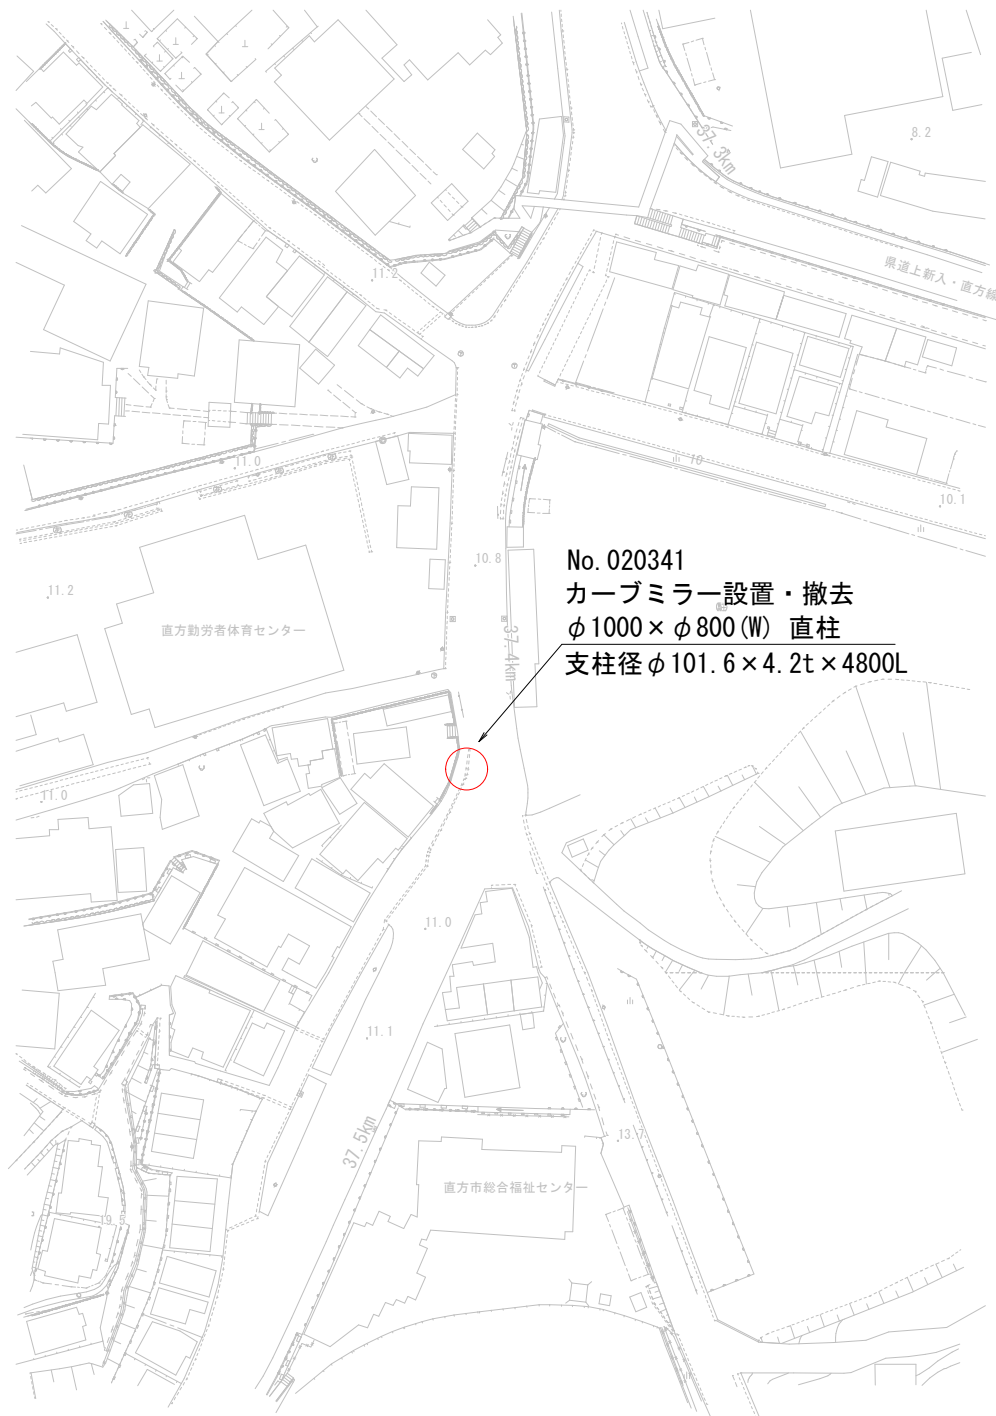 37.3km
8.2
県道上新入・直方線
11.2
11.0
10
10.1
10.8
No.020341
カーブミラー設置・撤去
φ1000×φ800(W) 直柱
支柱径φ101.6×4.2t×4800L
11.2
直方勤労者体育センター
37.4km
11.0
11.0
11.1
37.5km
13.7
直方市総合福祉センター
19.5